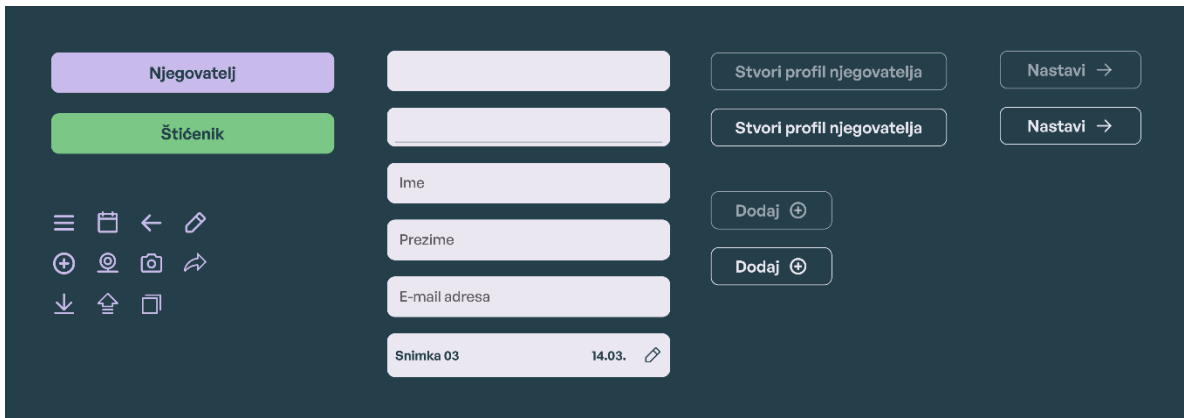 Njegovatelj
Štićenik
Ime
Prezime
E-mail adresa
Snimka 03 14.03.
Stvori profil njegovatelja
Stvori profil njegovatelja
Dodaj
Dodaj
Nastavi
Nastavi